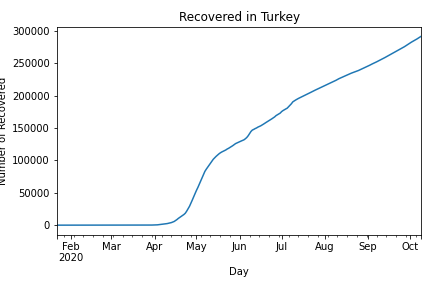 Recovered in Turkey
300000
250000
200000
150000
100000
50000
0
Number of Recovered
Feb Mar Apr May Jun Jul Aug Sep Oct
2020
Day